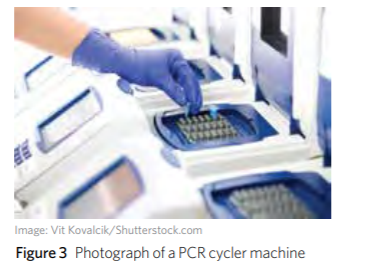 Image: Vit Kovalcik/Shutterstock.com
Figure 3 Photograph of a PCR cycler machine